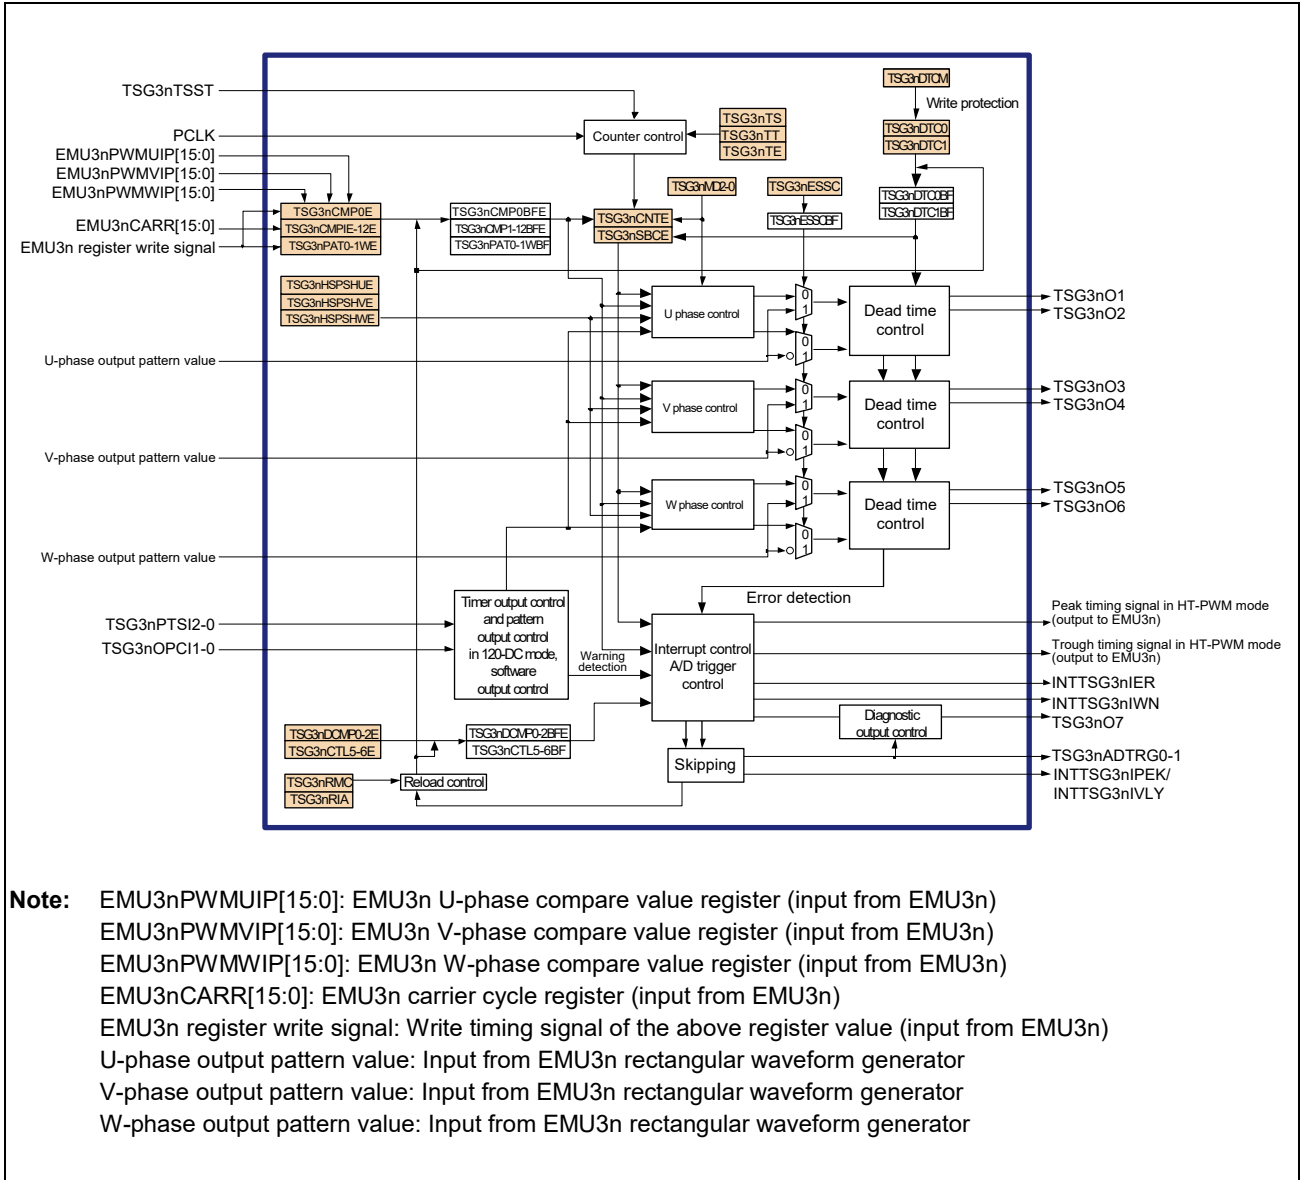 TSG3nTSST
PCLK
EMU3nPWMUIP[15:0]
EMU3nPWMVIP[15:0]
EMU3nPWMWIP[15:0]
EMU3nCARR[15:0]
EMU3n register write signal
Counter control
TSG3nTS
TSG3nTT
TSG3nTE
TSG3nDTCM
Write protection
TSG3nDTC0
TSG3nDTC1
TSG3nDTC0BF
TSG3nDTC1BF
TSG3nMD2-0
TSG3nESSC
TSG3nESSCBF
TSG3nCMP0E
TSG3nCMPIE-12E
TSG3nPAT0-1WE
TSG3nCMP0BFE
TSG3nCMP1-12BFE
TSG3nPAT0-1WBF
TSG3nCNTE
TSG3nSBCE
TSG3nHSPSHUE
TSG3nHSPSHVE
TSG3nHSPSHWE
U phase control
0
1
0
1
Dead time
control
TSG3nO1
TSG3nO2
U-phase output pattern value
V phase control
0
1
0
1
Dead time
control
TSG3nO3
TSG3nO4
V-phase output pattern value
W phase control
0
1
0
1
Dead time
control
TSG3nO5
TSG3nO6
W-phase output pattern value
Error detection
TSG3nPTSI2-0
TSG3nOPCI1-0
Timer output control
and pattern
output control
in 120-DC mode,
software
output control
Warning
detection
Interrupt control
A/D trigger
control
Peak timing signal in HT-PWM mode
(output to EMU3n)
Trough timing signal in HT-PWM mode
(output to EMU3n)
INTTSG3nIER
INTTSG3nIWN
TSG3nO7
Diagnostic
output control
TSG3nDCMP0-2E
TSG3nCTL5-6E
TSG3nDCMP0-2BFE
TSG3nCTL5-6BF
Skipping
TSG3nADTRG0-1
INTTSG3nIPEK/
INTTSG3nIVLY
TSG3nRMC
TSG3nRIA
Reload control
Note: EMU3nPWMUIP[15:0]: EMU3n U-phase compare value register (input from EMU3n)
EMU3nPWMVIP[15:0]: EMU3n V-phase compare value register (input from EMU3n)
EMU3nPWMWIP[15:0]: EMU3n W-phase compare value register (input from EMU3n)
EMU3nCARR[15:0]: EMU3n carrier cycle register (input from EMU3n)
EMU3n register write signal: Write timing signal of the above register value (input from EMU3n)
U-phase output pattern value: Input from EMU3n rectangular waveform generator
V-phase output pattern value: Input from EMU3n rectangular waveform generator
W-phase output pattern value: Input from EMU3n rectangular waveform generator